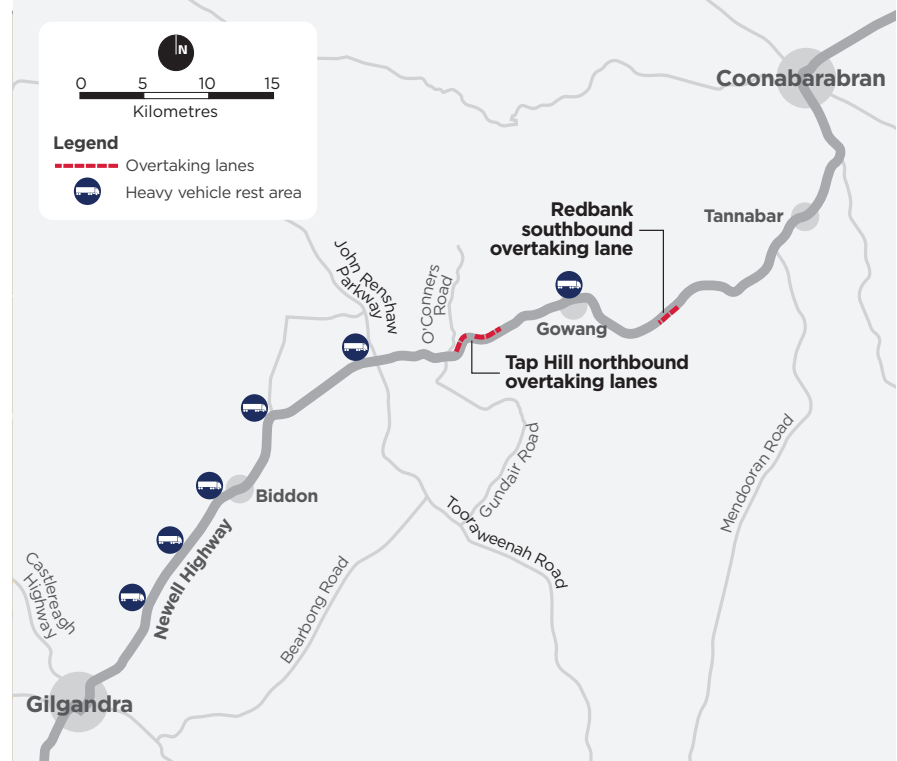 N
0 5 10 15
Kilometres
Legend
Overtaking lanes
Heavy vehicle rest area
Coonabarabran
Redbank
southbound
overtaking lane
Tannabar
John Renshaw
Parkway
O'Conners
Road
Gowang
Tap Hill northbound
overtaking lanes
Biddon
Gundair Road
Mendooran Road
Tooraweenah Road
Newell Highway
Castlereagh
Highway
Bearbong Road
Gilgandra